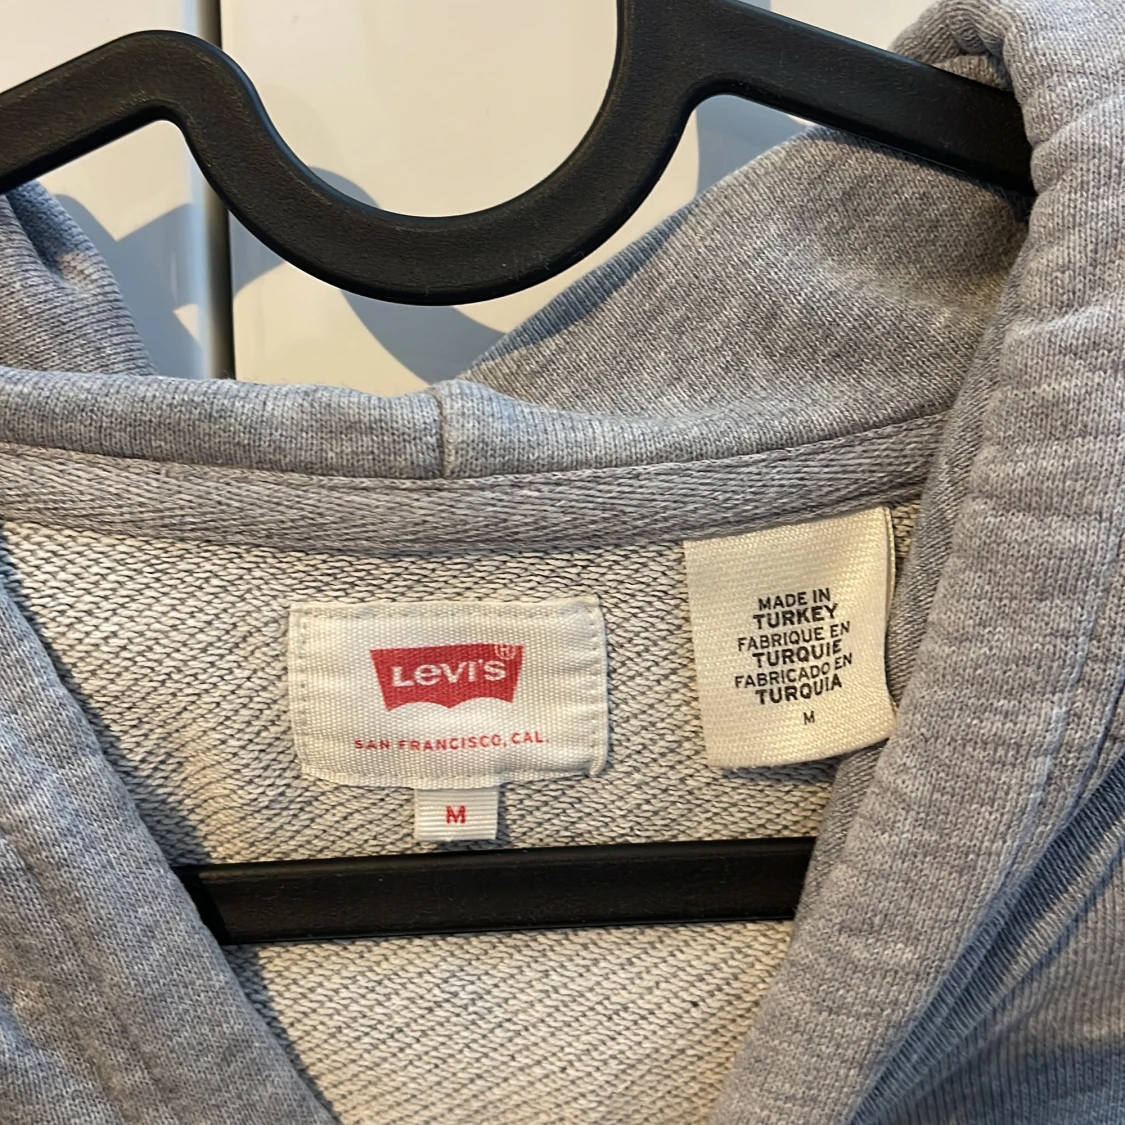 Levi's®
SAN FRANCISCO, CAL.
M
MADE IN
TURKEY
FABRIQUE EN
TURQUIE
FABRICADO EN
TURQUIA
M